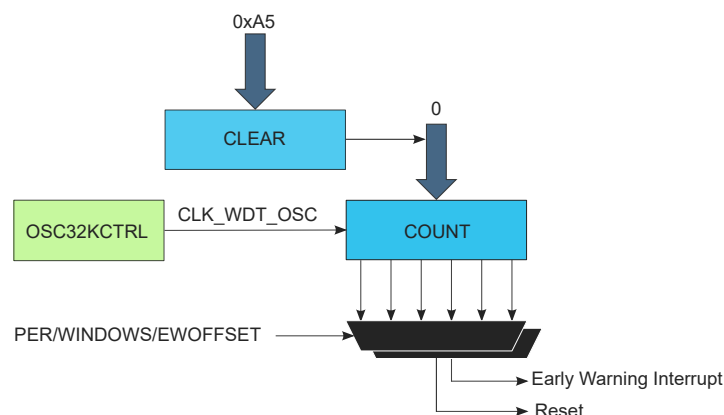 0xA5
0
CLEAR
CLK_WDT_OSC
OSC32KCTRL
COUNT
PER/WINDOWS/EWOFFSET
Early Warning Interrupt
Reset